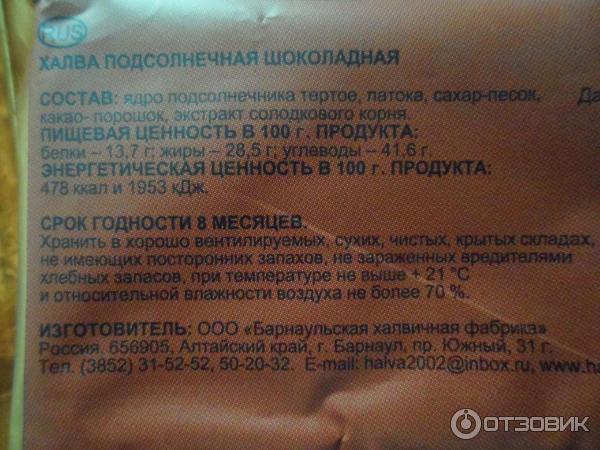 RUS
ХАЛВА ПОДСОЛНЕЧНАЯ ШОКОЛАДНАЯ
СОСТАВ: ядро подсолнечника тертое, патока, сахар-песок,
Да
какао- порошок, экстракт солодкового корня.
ПИЩЕВАЯ ЦЕННОСТЬ В 100 г. ПРОДУКТА:
белки – 13,7 г; жиры – 28,5 г; углеводы – 41,6 г.
ЭНЕРГЕТИЧЕСКАЯ ЦЕННОСТЬ В 100 г. ПРОДУКТА:
478 ккал и 1953 кДж.
СРОК ГОДНОСТИ 8 МЕСЯЦЕВ.
Хранить в хорошо вентилируемых, сухих, чистых, крытых складах,
не имеющих посторонних запахов, не зараженных вредителями
хлебных запасов, при температуре не выше + 21 °С
и относительной влажности воздуха не более 70 %.
ИЗГОТОВИТЕЛЬ: ООО «Барнаульская халвичная фабрика»
Россия. 656905, Алтайский край, г. Барнаул, пр. Южный, 31 г.
Тел. (3852) 31-52-52, 50-20-32. E-mail: halva2002@inbox.ru, www.ha
ОТЗОВИК